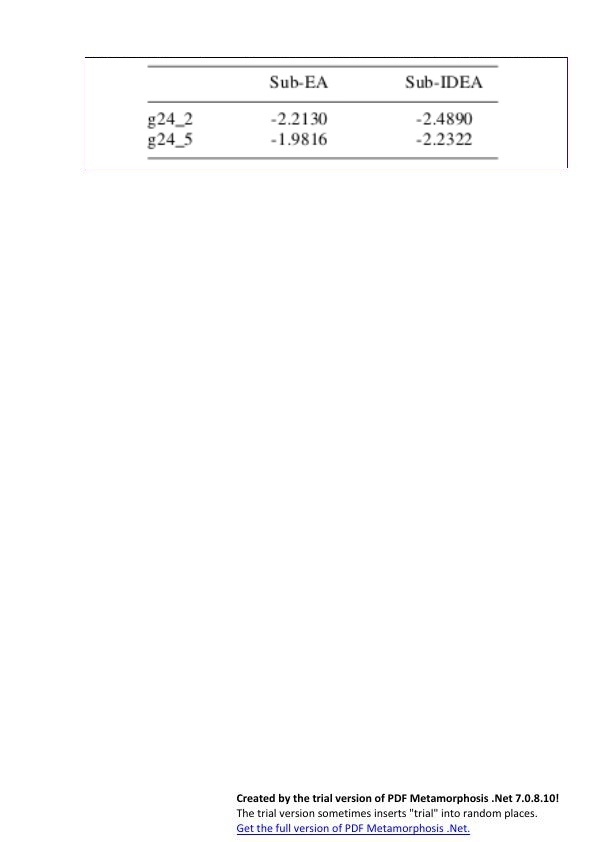 Sub-EA Sub-IDEA
g24_2 -2.2130 -2.4890
g24_5 -1.9816 -2.2322
Created by the trial version of PDF Metamorphosis .Net 7.0.8.10!
The trial version sometimes inserts "trial" into random places.
Get the full version of PDF Metamorphosis .Net.